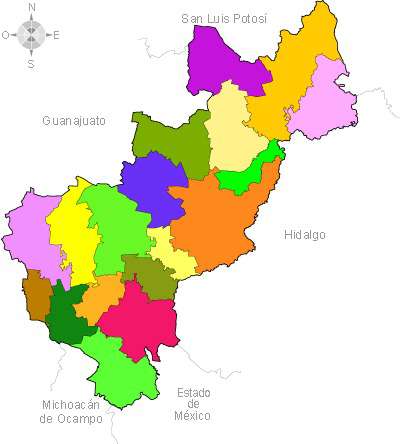 San Luis Potosí
N
O
E
S
Guanajuato
Hidalgo
Estado
de
México
Michoacán
de Ocampo